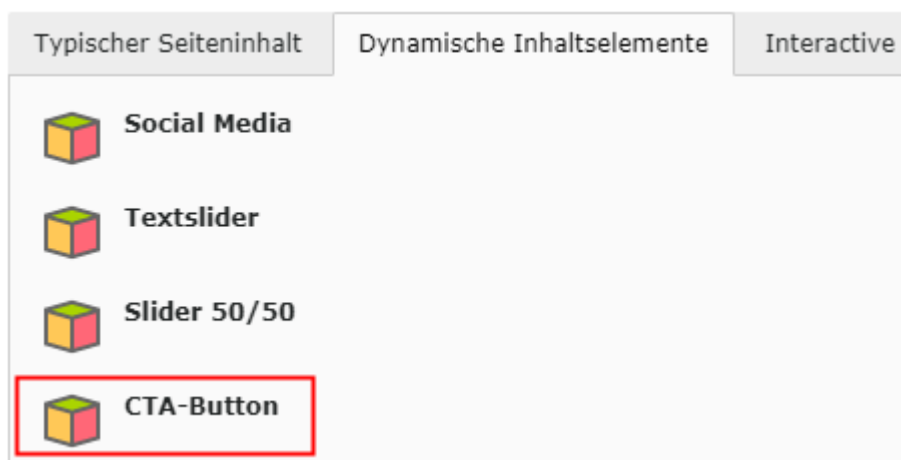 Typischer Seiteninhalt Dynamische Inhaltselemente Interactive
Social Media
Textslider
Slider 50/50
CTA-Button